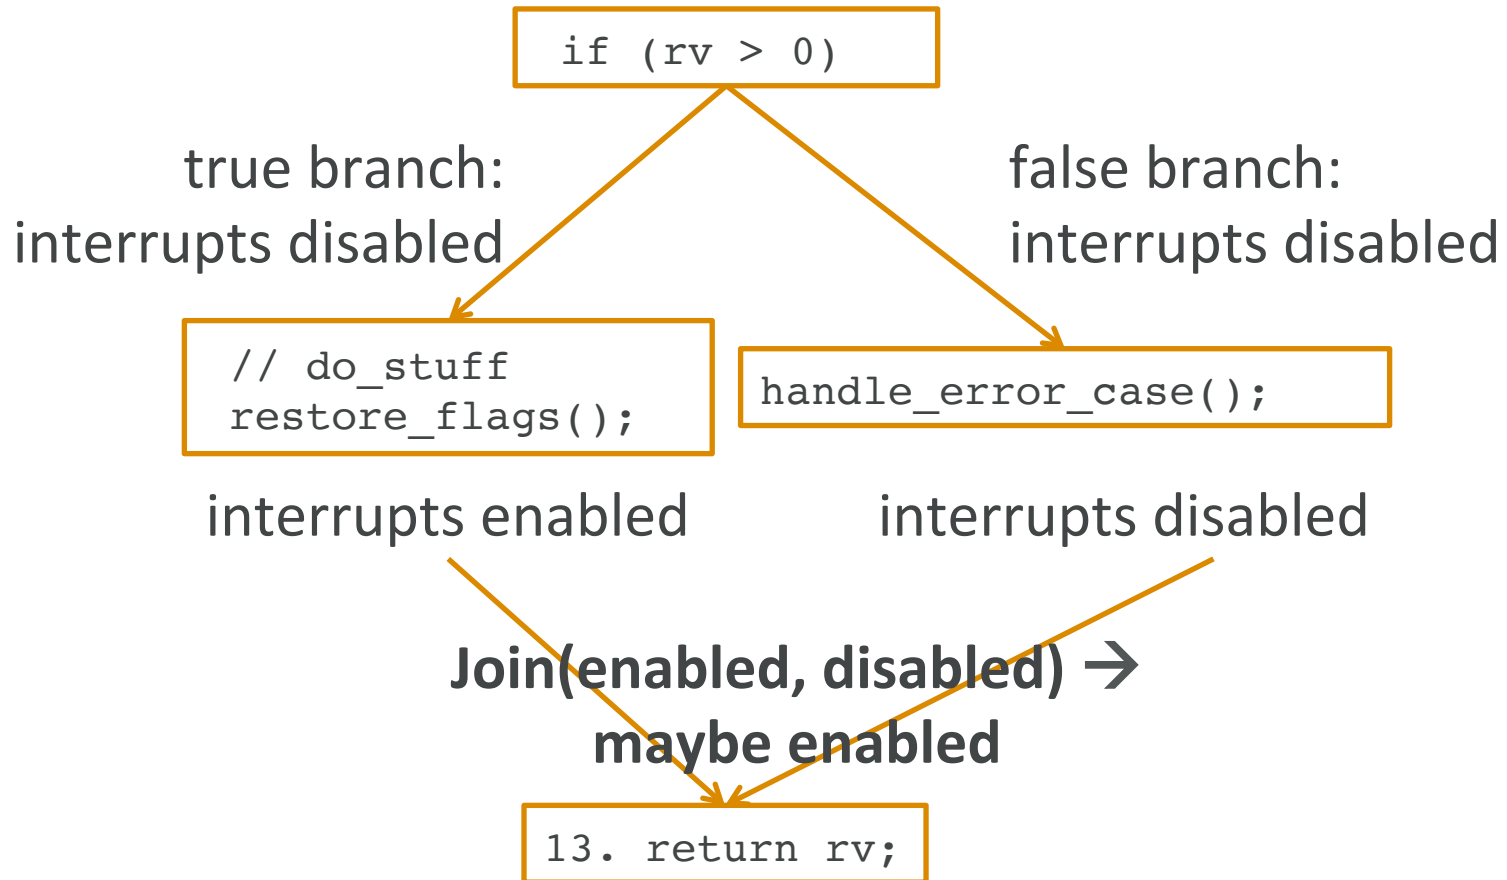 if (rv > 0)
true branch:
interrupts disabled
false branch:
interrupts disabled
// do_stuff
restore_flags();
handle_error_case();
interrupts enabled
interrupts disabled
Join(enabled, disabled) →
maybe enabled
13. return rv;